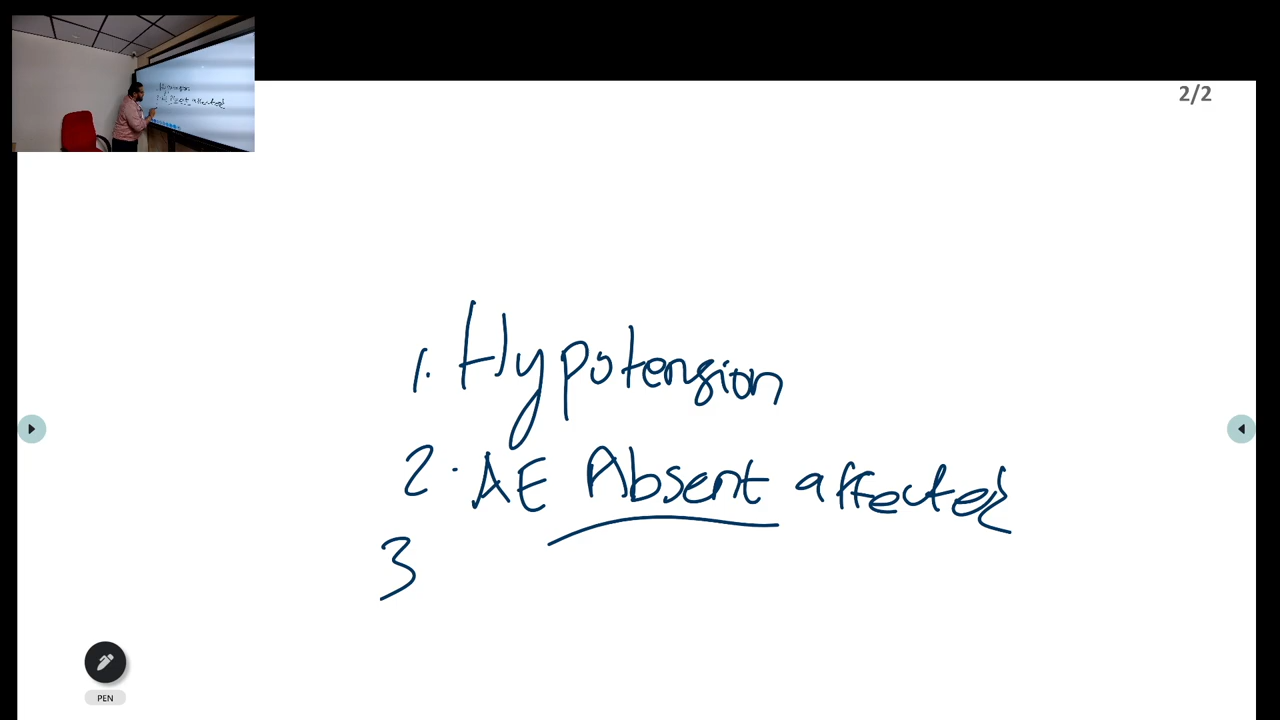 2/2
1. Hypotension
2. AE Absent affected
3
PEN